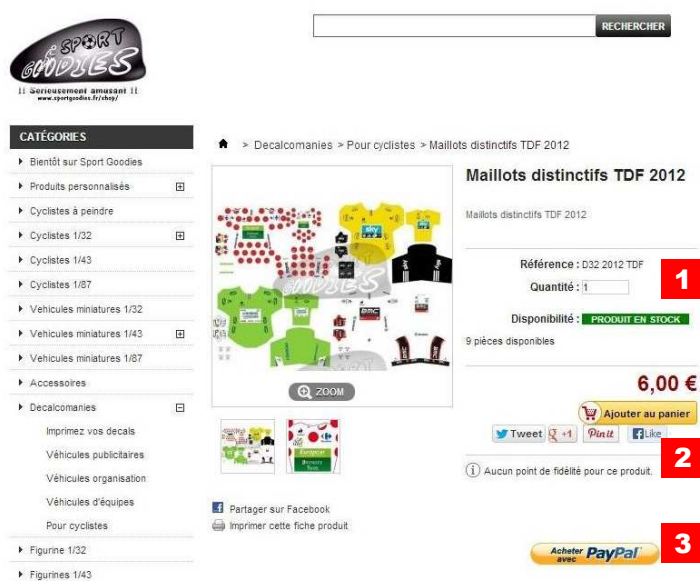 SPORT
GOODIES
!! Serieusement amusant !!
www.sportgoodies.fr/shop/
RECHERCHER
CATÉGORIES
Bientôt sur Sport Goodies
Produits personnalisés
Cyclistes à peindre
Cyclistes 1/32
Cyclistes 1/43
Cyclistes 1/87
Vehicules miniatures 1/32
Vehicules miniatures 1/43
Vehicules miniatures 1/87
Accessoires
Decalcomanies
Imprimez vos decals
Véhicules publicitaires
Véhicules organisation
Véhicules d'équipes
Pour cyclistes
Figurine 1/32
Figurines 1/43
> Decalcomanies > Pour cyclistes > Maillots distinctifs TDF 2012
sky
BMC
ZOOM
Partager sur Facebook
Imprimer cette fiche produit
Maillots distinctifs TDF 2012
Maillots distinctifs TDF 2012
Référence : D32 2012 TDF
1
Quantité : 1
Disponibilité : PRODUIT EN STOCK
9 pièces disponibles
6,00 €
Ajouter au panier
Tweet +1 Pin it Like
2
Aucun point de fidélité pour ce produit.
3
Acheter avec PayPal